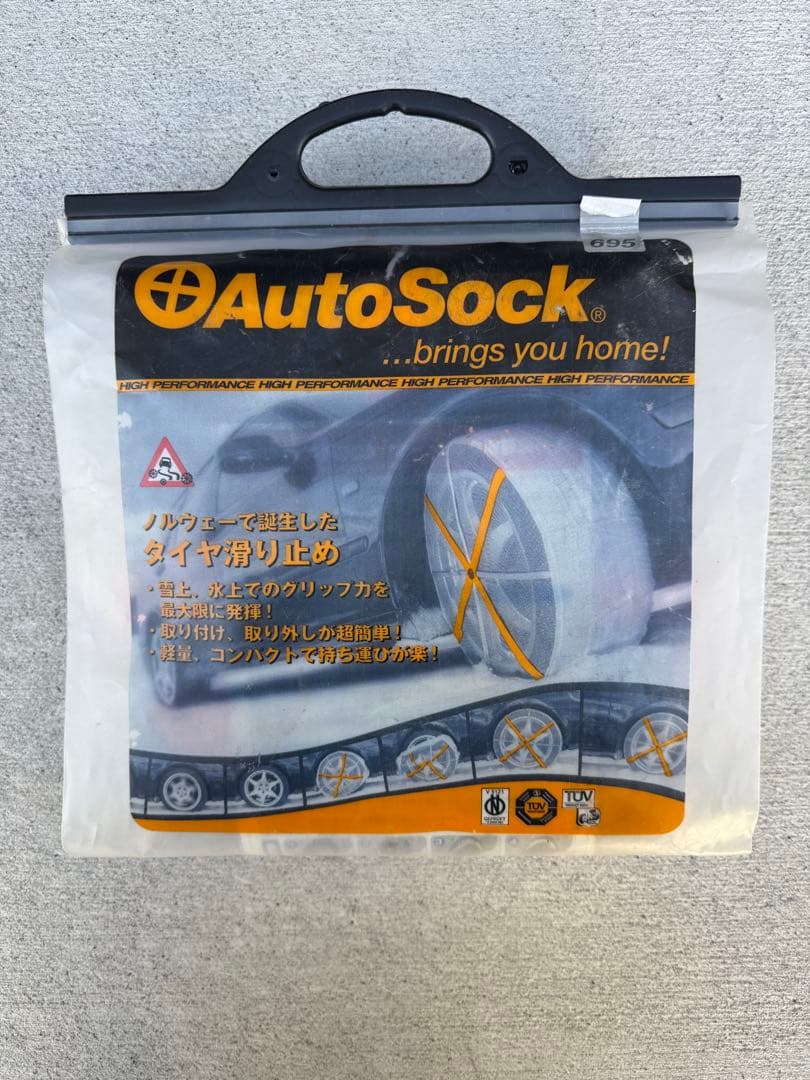 695
AutoSock®
...brings you home!
HIGH PERFORMANCE HIGH PERFORMANCE HIGH PERFORMANCE HIGH PERFORMANCE
ノルウェーで誕生した
タイヤ滑り止め
・雪上、氷上でのグリップ力を
最大限に発揮！
・取り付け、取り外しが超簡単！
・軽量、コンパクトで持ち運びが楽！
V 5121
GEPRÜFT
TÜV
TÜV